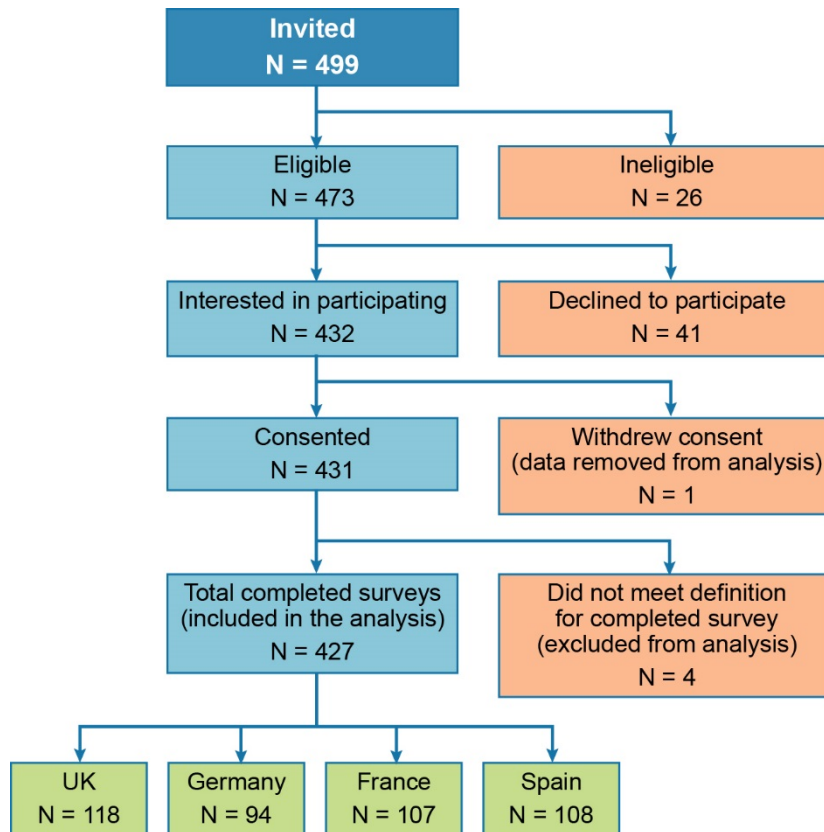 Invited
N = 499
Eligible
N = 473
Ineligible
N = 26
Interested in participating
N = 432
Declined to participate
N = 41
Consented
N = 431
Withdrew consent
(data removed from analysis)
N = 1
Total completed surveys
(included in the analysis)
N = 427
Did not meet definition
for completed survey
(excluded from analysis)
N = 4
UK
N = 118
Germany
N = 94
France
N = 107
Spain
N = 108